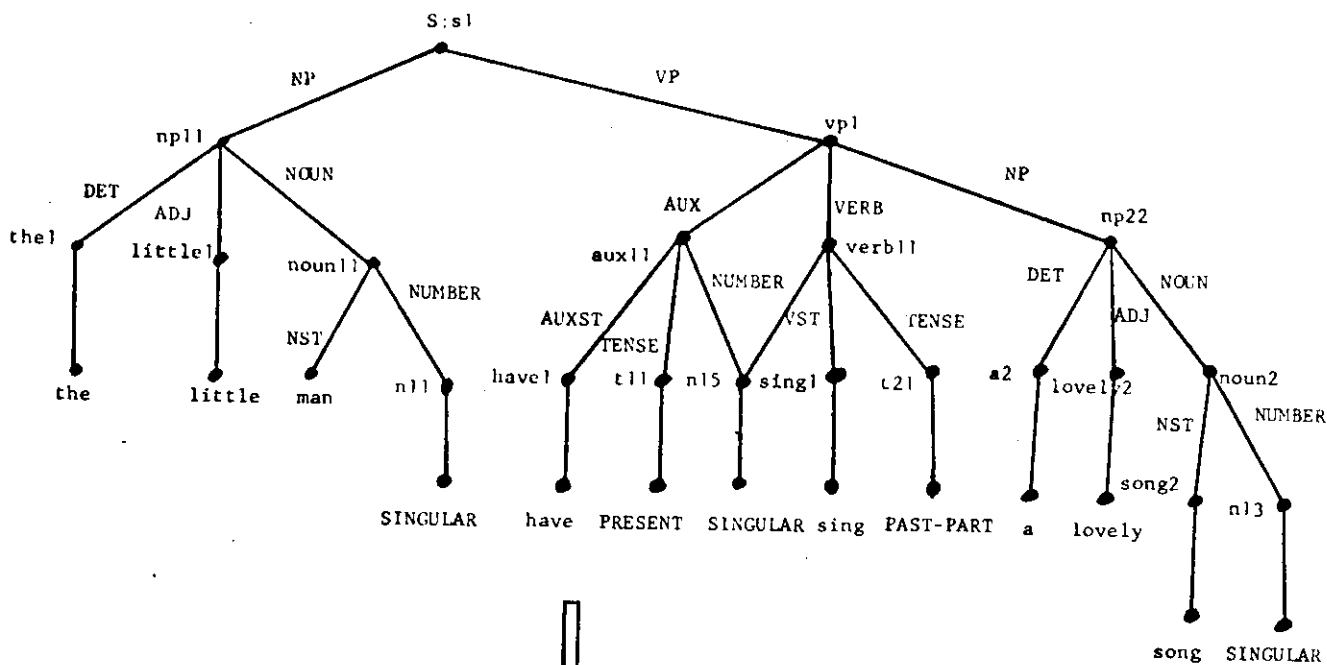 S:s1
NP VP
np11 vp1
DET ADJ NOUN AUX VERB NP
the1 little1 noun11 aux11 verb11 np22
NST NUMBER AUXST TENSE NUMBER VST TENSE DET ADJ NOUN
the little man n11 have1 t11 n15 sing1 t21 a2 lovely2 noun2
NST NUMBER
SINGULAR have PRESENT SINGULAR sing PAST-PART a lovely song2 n13
song SINGULAR